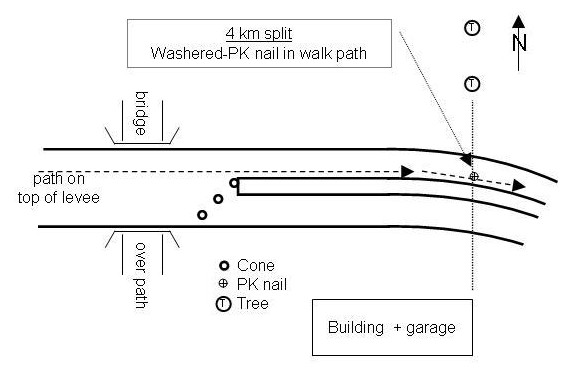 4 km split
Washered-PK nail in walk path
T
N
T
bridge
path on
top of levee
over path
Cone
PK nail
T Tree
Building + garage